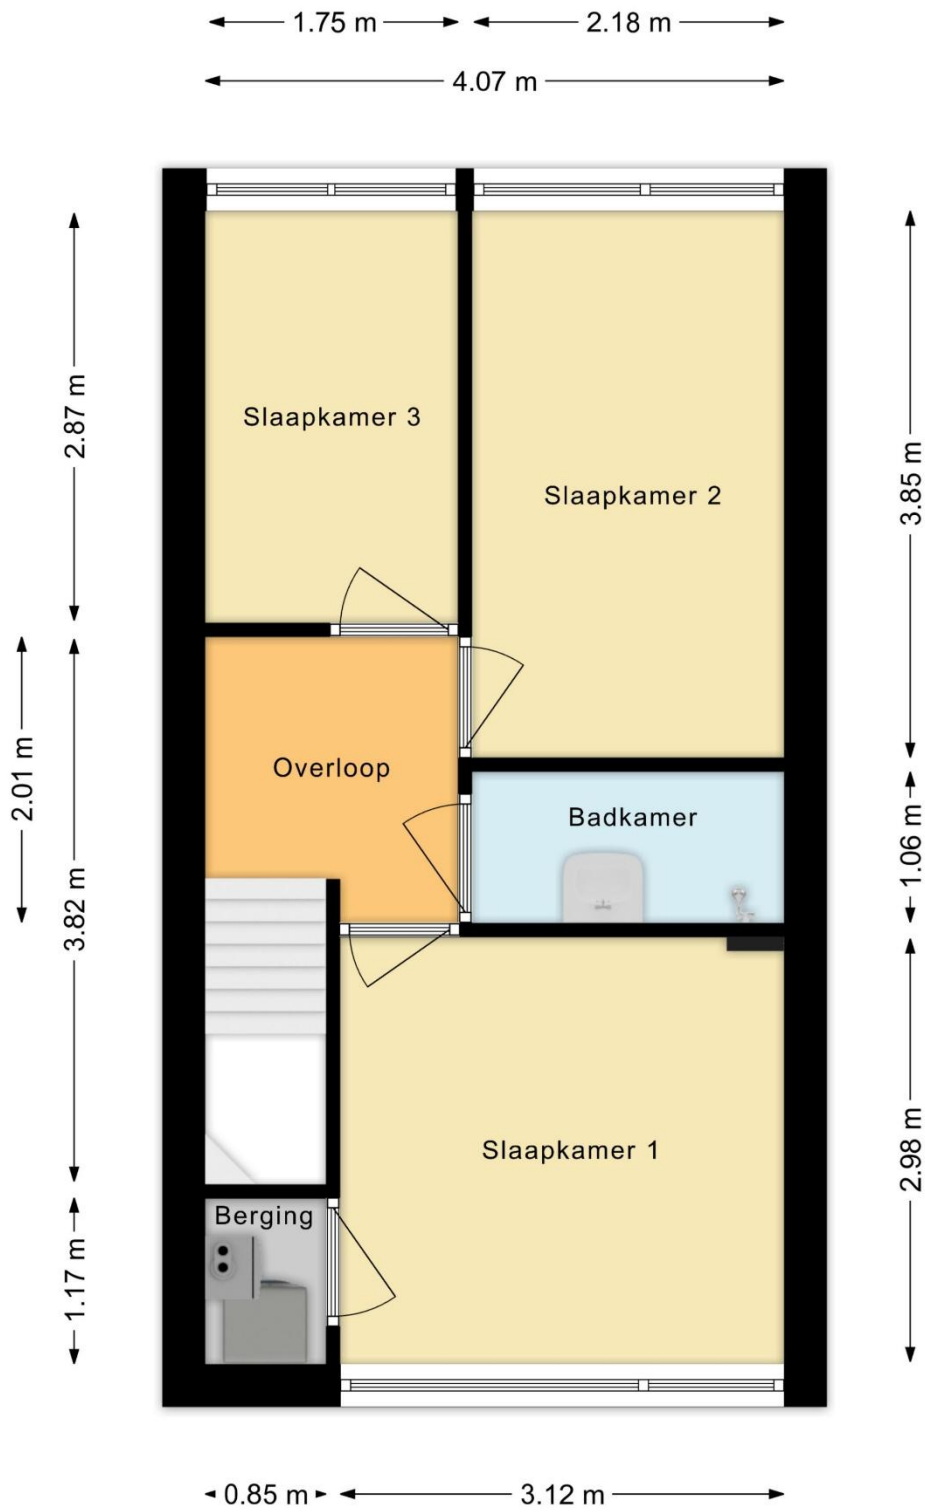 1.75 m
2.18 m
4.07 m
2.87 m
Slaapkamer 3
Slaapkamer 2
3.85 m
2.01 m
3.82 m
Overloop
Badkamer
1.06 m
Slaapkamer 1
2.98 m
Berging
1.17 m
0.85 m
3.12 m